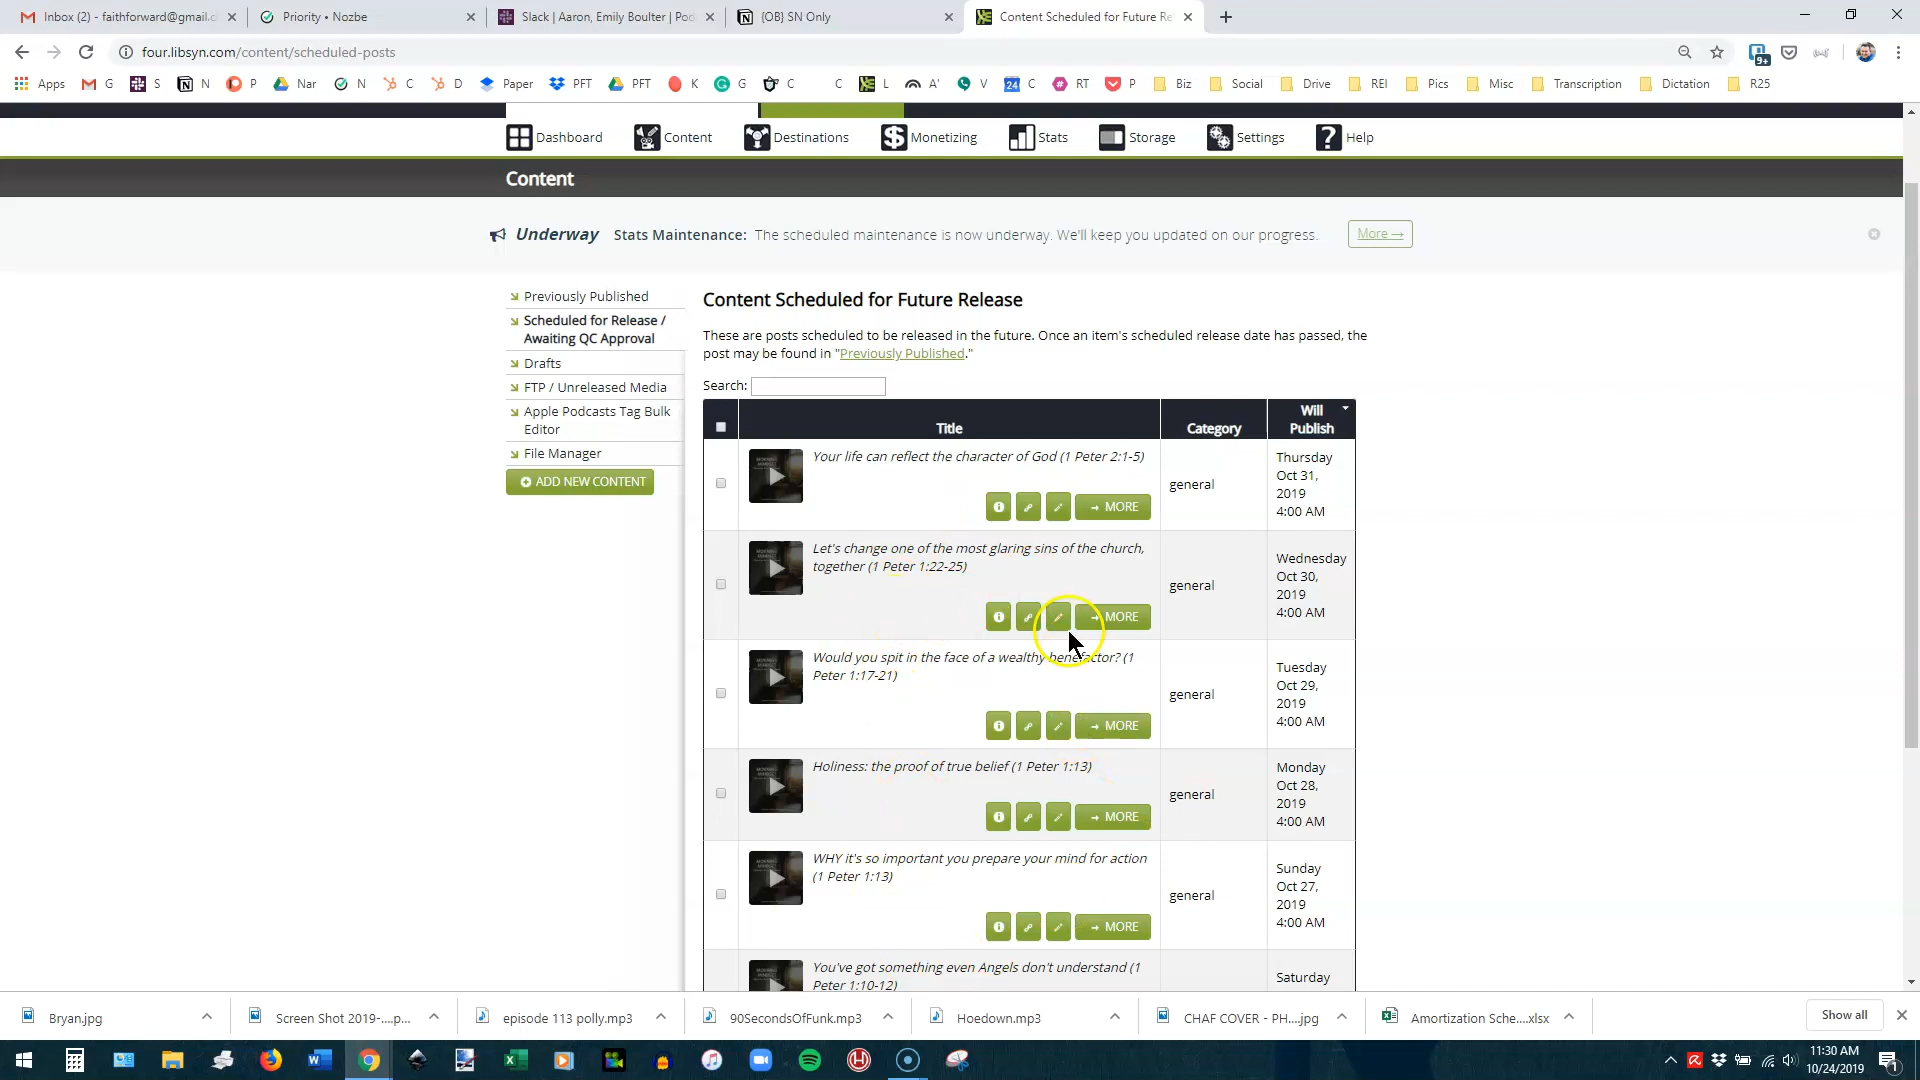 Inbox (2) - faithforward@gmail.c
Priority • Nozbe
Slack | Aaron, Emily Boulter | Pod
{OB} SN Only
Content Scheduled for Future Re
four.libsyn.com/content/scheduled-posts
9+
Apps G S N P Nar N C D Paper PFT PFT K G C C L A' V 24 C RT P Biz Social Drive REI Pics Misc Transcription Dictation R25
Dashboard Content Destinations Monetizing Stats Storage Settings Help
Content
Underway Stats Maintenance: The scheduled maintenance is now underway. We'll keep you updated on our progress. More →
Previously Published
Scheduled for Release /
Awaiting QC Approval
Drafts
FTP / Unreleased Media
Apple Podcasts Tag Bulk
Editor
File Manager
ADD NEW CONTENT
Content Scheduled for Future Release
These are posts scheduled to be released in the future. Once an item's scheduled release date has passed, the
post may be found in "Previously Published."
Search:
Title Category Will
Publish
Your life can reflect the character of God (1 Peter 2:1-5)
MORE
general
Thursday
Oct 31,
2019
4:00 AM
Let's change one of the most glaring sins of the church,
together (1 Peter 1:22-25)
MORE
general
Wednesday
Oct 30,
2019
4:00 AM
Would you spit in the face of a wealthy benefactor? (1
Peter 1:17-21)
MORE
general
Tuesday
Oct 29,
2019
4:00 AM
Holiness: the proof of true belief (1 Peter 1:13)
MORE
general
Monday
Oct 28,
2019
4:00 AM
WHY it's so important you prepare your mind for action
(1 Peter 1:13)
MORE
general
Sunday
Oct 27,
2019
4:00 AM
You've got something even Angels don't understand (1
Peter 1:10-12)
Saturday
Bryan.jpg
Screen Shot 2019-....p...
episode 113 polly.mp3
90SecondsOfFunk.mp3
Hoedown.mp3
CHAF COVER - PH....jpg
Amortization Sche....xlsx
Show all
11:30 AM
10/24/2019
1